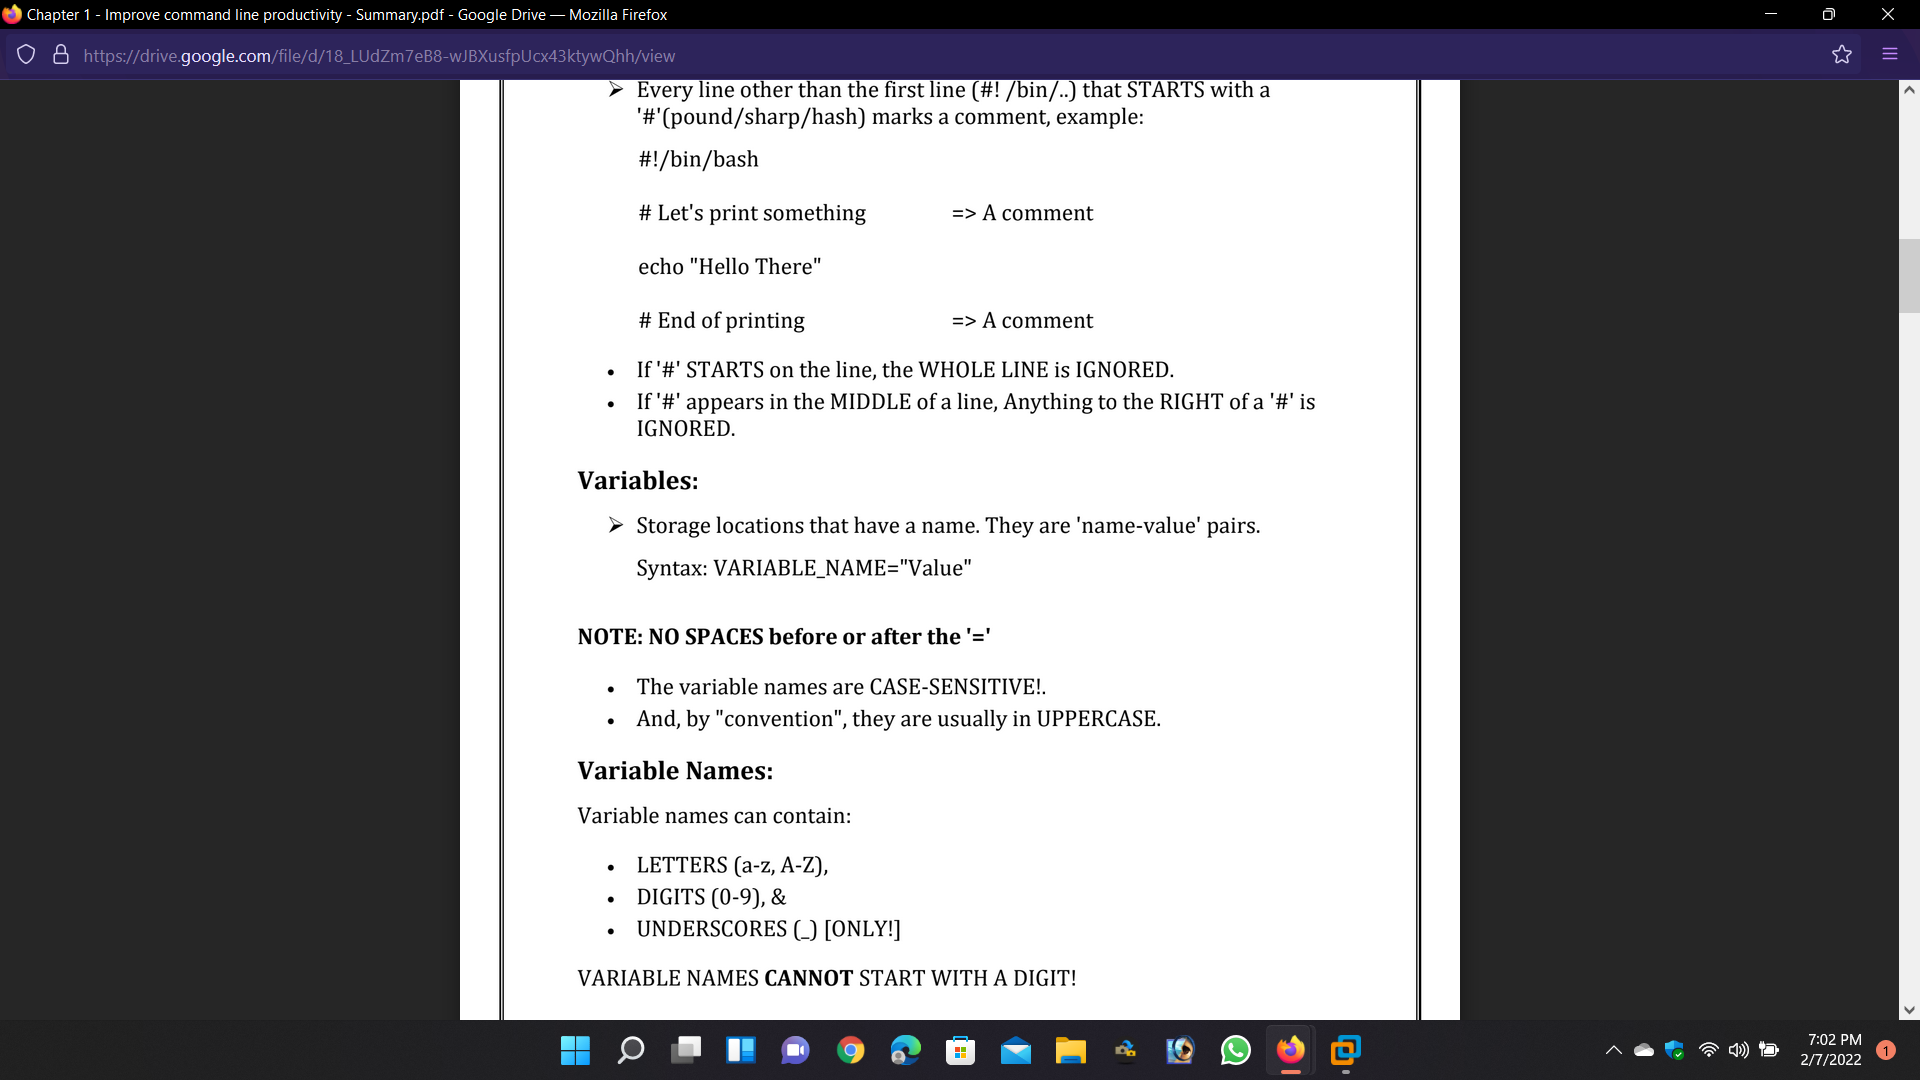 Chapter 1 - Improve command line productivity - Summary.pdf - Google Drive — Mozilla Firefox
https://drive.google.com/file/d/18_LUdZm7eB8-wJBXusfpUcx43ktywQhh/view
➢ Every line other than the first line (#! /bin/..) that STARTS with a
'#'(pound/sharp/hash) marks a comment, example:
#!/bin/bash
# Let's print something => A comment
echo "Hello There"
# End of printing => A comment
• If '#' STARTS on the line, the WHOLE LINE is IGNORED.
• If '#' appears in the MIDDLE of a line, Anything to the RIGHT of a '#' is
IGNORED.
Variables:
➢ Storage locations that have a name. They are 'name-value' pairs.
Syntax: VARIABLE_NAME="Value"
NOTE: NO SPACES before or after the '='
• The variable names are CASE-SENSITIVE!.
• And, by "convention", they are usually in UPPERCASE.
Variable Names:
Variable names can contain:
• LETTERS (a-z, A-Z),
• DIGITS (0-9), &
• UNDERSCORES (_) [ONLY!]
VARIABLE NAMES CANNOT START WITH A DIGIT!
7:02 PM
2/7/2022
1